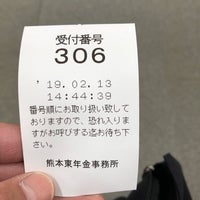 受付番号
306
'19.02.13
14:44:39
番号順にお取り扱い致して
おりますので、恐れ入りま
すがお呼びする迄お待ち下
さい。
熊本東年金事務所